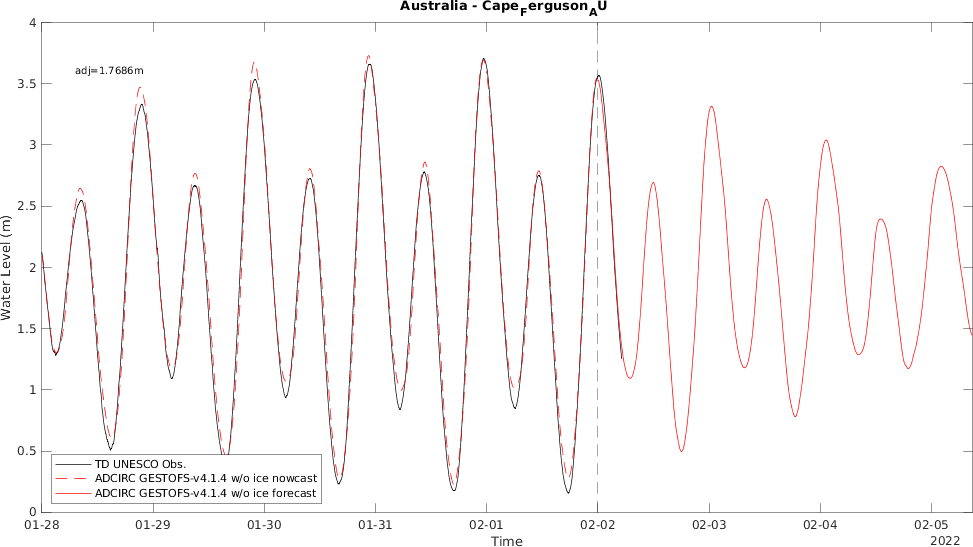 Australia - Cape_Ferguson_AU
4
adj=1.7686m
3.5
3
2.5
2
1.5
1
0.5
0
Water Level (m)
TD UNESCO Obs.
ADCIRC GESTOFS-v4.1.4 w/o ice nowcast
ADCIRC GESTOFS-v4.1.4 w/o ice forecast
01-28 01-29 01-30 01-31 02-01 02-02 02-03 02-04 02-05
Time
2022